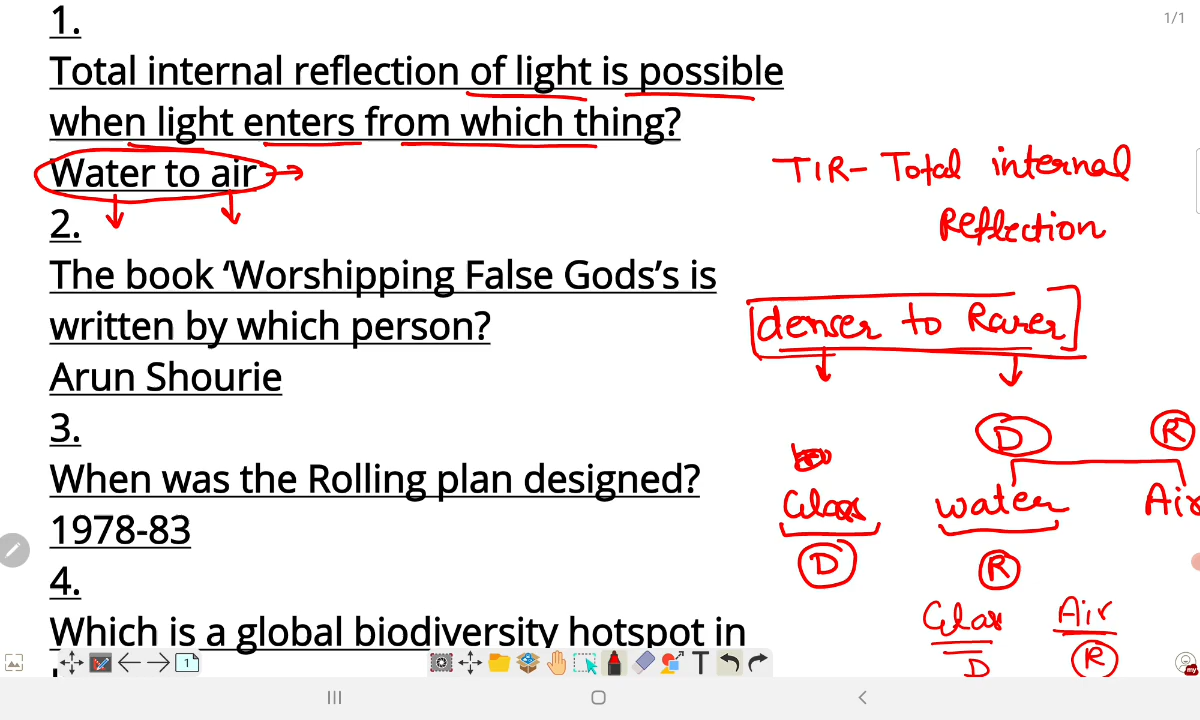 1/1
1.
Total internal reflection of light is possible
when light enters from which thing?
Water to air
2.
The book ‘Worshipping False Gods’s is
written by which person?
Arun Shourie
3.
When was the Rolling plan designed?
1978-83
4.
Which is a global biodiversity hotspot in
TIR- Total internal
Reflection
denser to Rarer
D R
Glass water Air
D R
Glass Air
D R
1
T
my